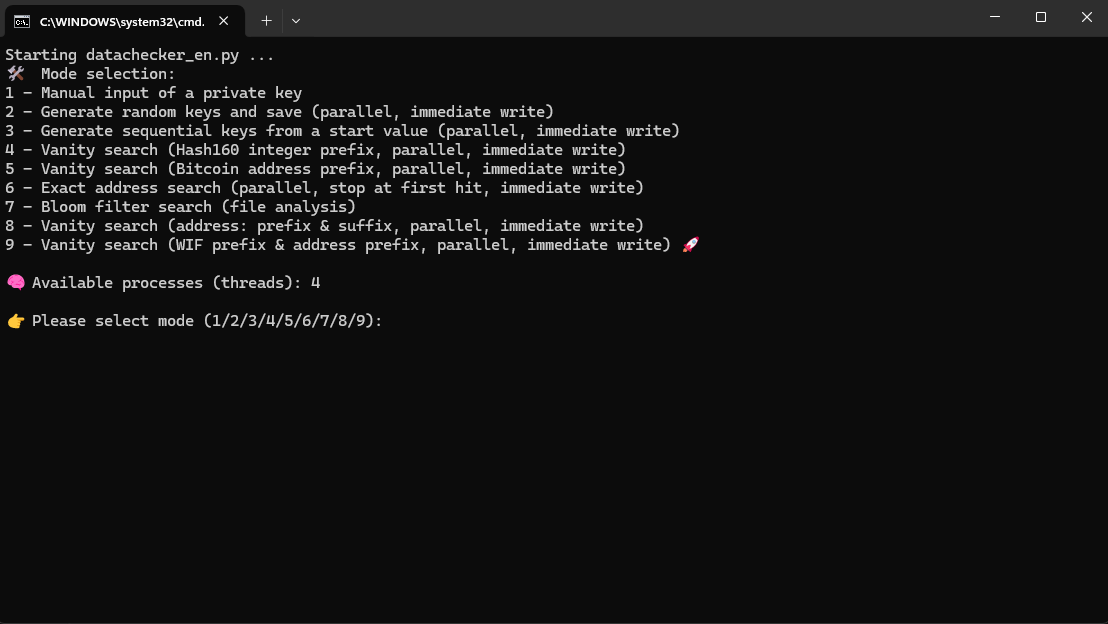 C:\WINDOWS\system32\cmd.
Starting datachecker_en.py ...
🛠 Mode selection:
1 – Manual input of a private key
2 – Generate random keys and save (parallel, immediate write)
3 – Generate sequential keys from a start value (parallel, immediate write)
4 – Vanity search (Hash160 integer prefix, parallel, immediate write)
5 – Vanity search (Bitcoin address prefix, parallel, immediate write)
6 – Exact address search (parallel, stop at first hit, immediate write)
7 – Bloom filter search (file analysis)
8 – Vanity search (address: prefix & suffix, parallel, immediate write)
9 – Vanity search (WIF prefix & address prefix, parallel, immediate write) 🚀
🧠 Available processes (threads): 4
👉 Please select mode (1/2/3/4/5/6/7/8/9):